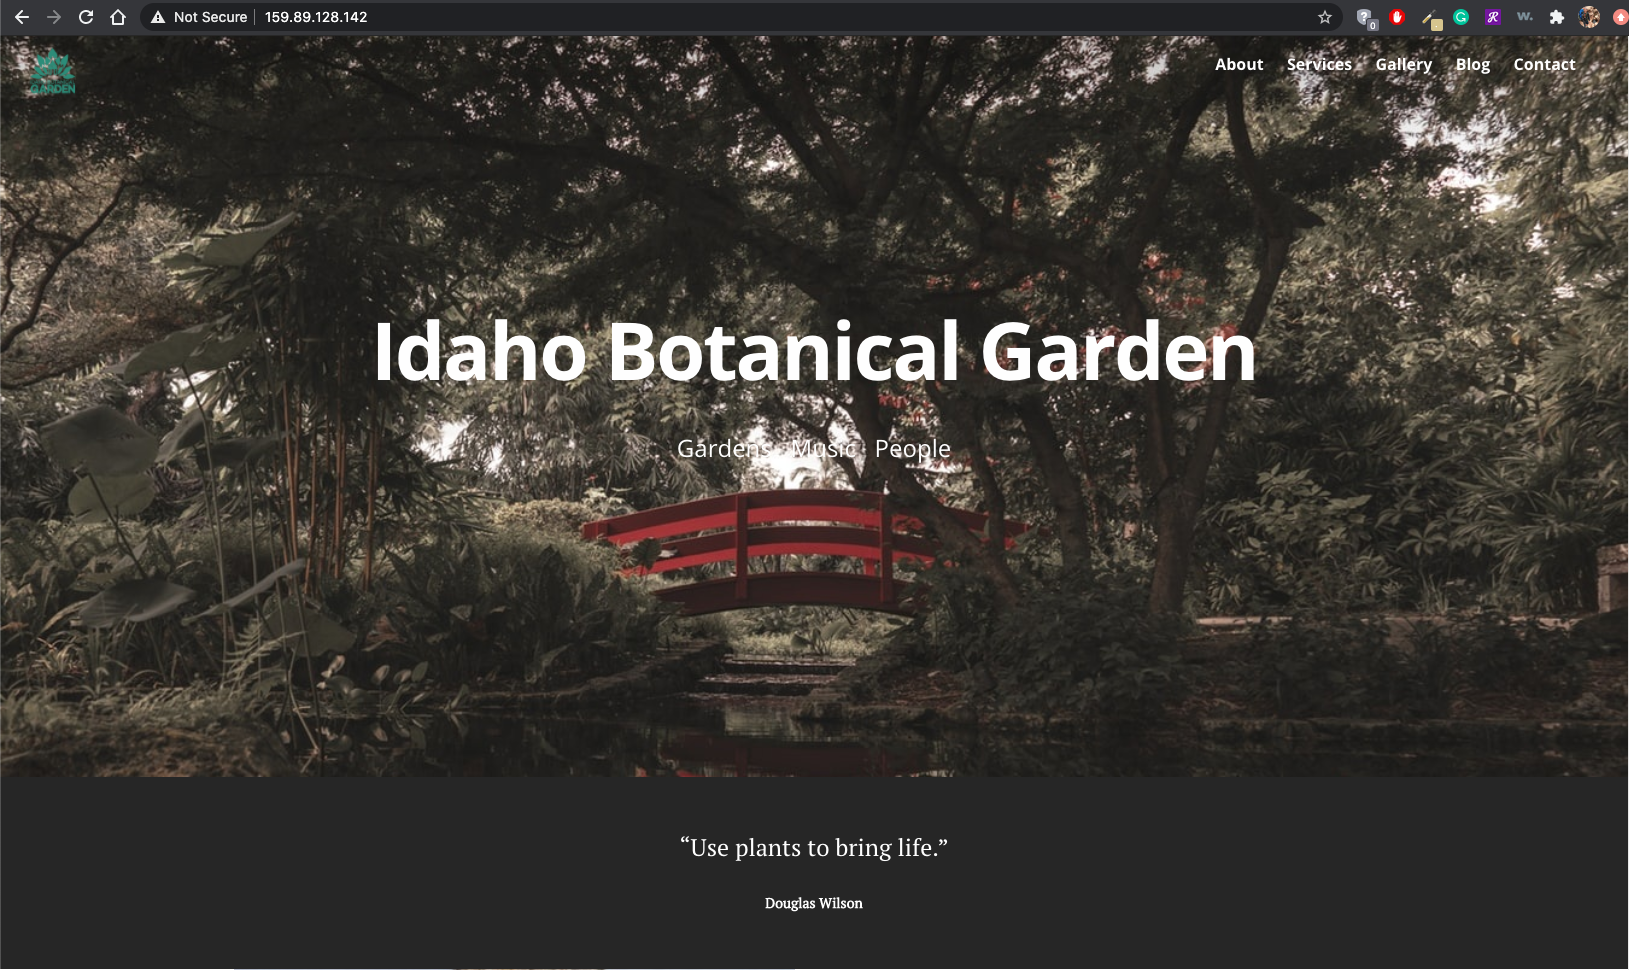 Not Secure 159.89.128.142
0
w.
GARDEN
About Services Gallery Blog Contact
Idaho Botanical Garden
Gardens · Music · People
“Use plants to bring life.”
Douglas Wilson